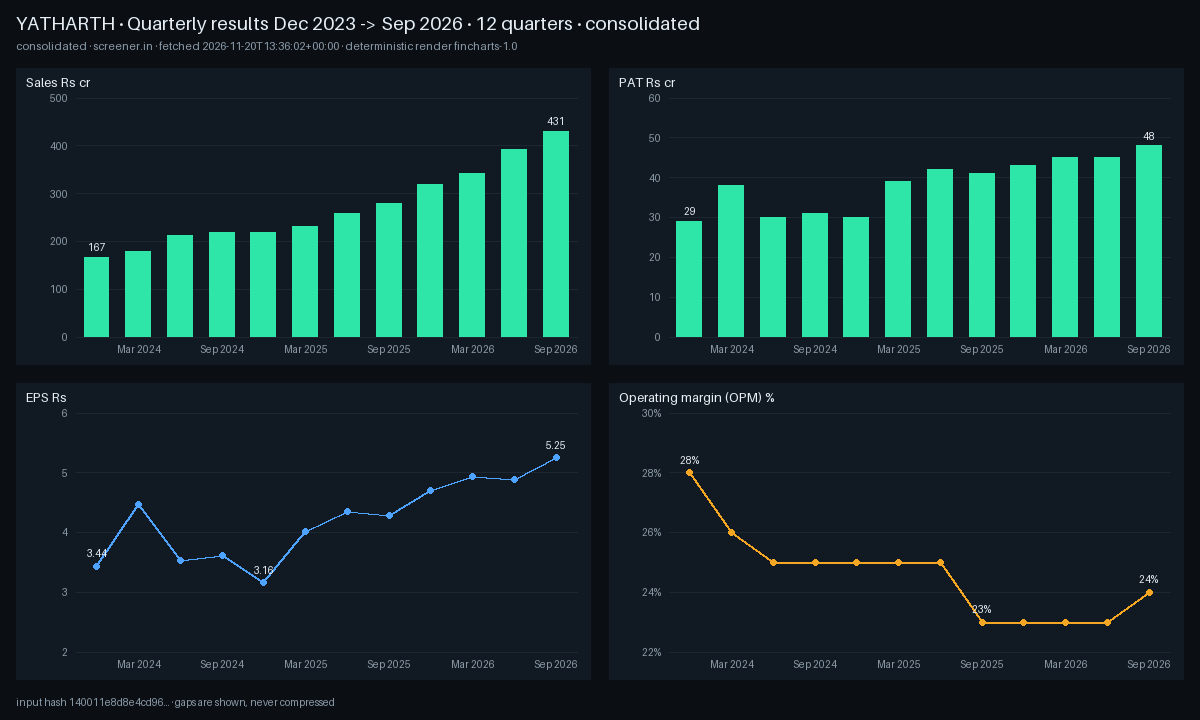 YATHARTH · Quarterly results Dec 2023 -> Sep 2026 · 12 quarters · consolidated
consolidated · screener.in · fetched 2026-11-20T13:36:02+00:00 · deterministic render fincharts-1.0
Sales Rs cr
500
400
300
200
100
0
167
431
Mar 2024
Sep 2024
Mar 2025
Sep 2025
Mar 2026
Sep 2026
PAT Rs cr
60
50
40
30
20
10
0
29
48
Mar 2024
Sep 2024
Mar 2025
Sep 2025
Mar 2026
Sep 2026
EPS Rs
6
5
4
3
2
3.44
3.16
5.25
Mar 2024
Sep 2024
Mar 2025
Sep 2025
Mar 2026
Sep 2026
Operating margin (OPM) %
30%
28%
26%
24%
22%
28%
23%
24%
Mar 2024
Sep 2024
Mar 2025
Sep 2025
Mar 2026
Sep 2026
input hash 140011e8d8e4cd96… · gaps are shown, never compressed